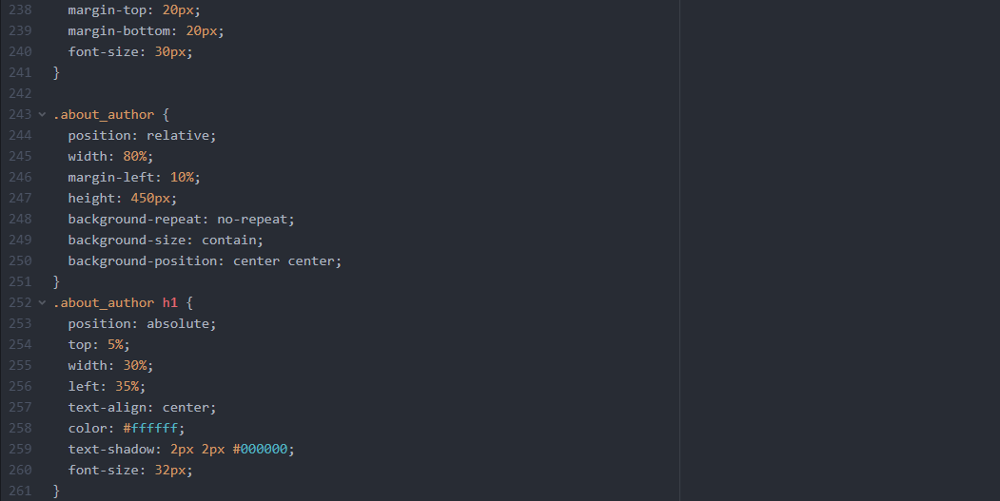 238 margin-top: 20px;
239 margin-bottom: 20px;
240 font-size: 30px;
241 }
242
243 .about_author {
244 position: relative;
245 width: 80%;
246 margin-left: 10%;
247 height: 450px;
248 background-repeat: no-repeat;
249 background-size: contain;
250 background-position: center center;
251 }
252 .about_author h1 {
253 position: absolute;
254 top: 5%;
255 width: 30%;
256 left: 35%;
257 text-align: center;
258 color: #ffffff;
259 text-shadow: 2px 2px #000000;
260 font-size: 32px;
261 }